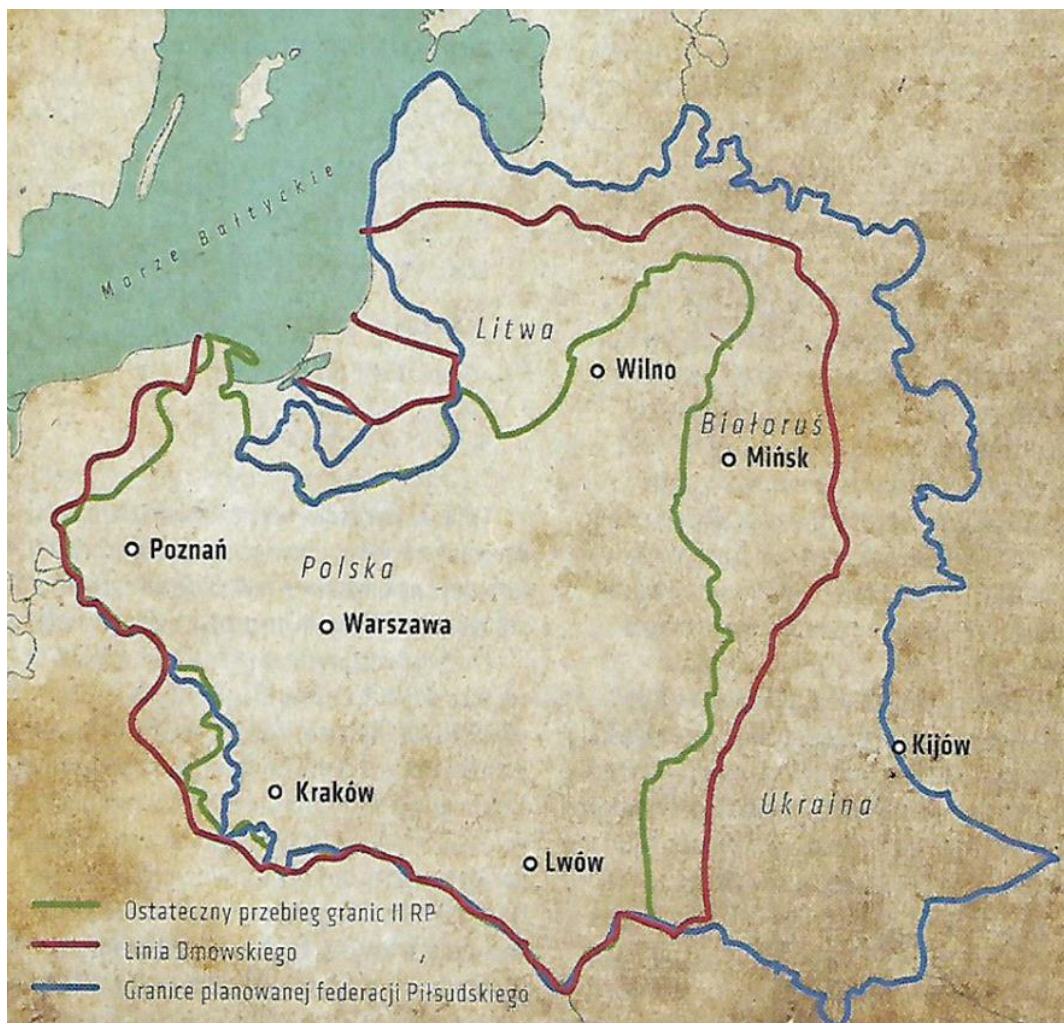 Morze Bałtyckie
Litwa
Wilno
Białoruś
Mińsk
Poznań
Polska
Warszawa
Kijów
Kraków
Ukraina
Lwów
Ostateczny przebieg granic II RP
Linia Dmowskiego
Granice planowanej federacji Piłsudskiego